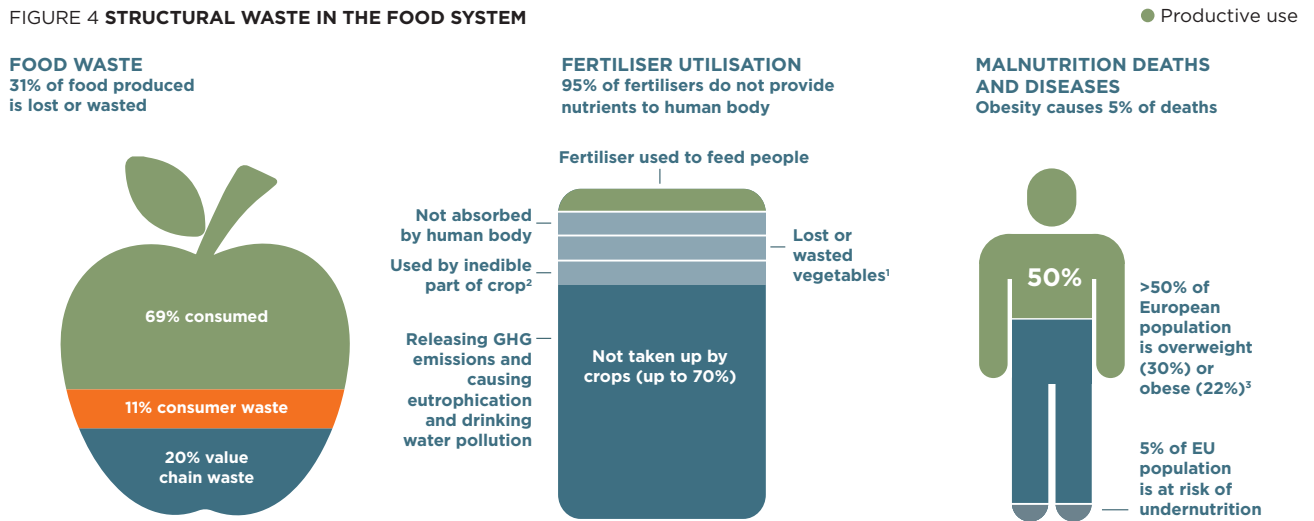 FIGURE 4 STRUCTURAL WASTE IN THE FOOD SYSTEM
Productive use
FOOD WASTE
31% of food produced
is lost or wasted
69% consumed
11% consumer waste
20% value
chain waste
FERTILISER UTILISATION
95% of fertilisers do not provide
nutrients to human body
Fertiliser used to feed people
Not absorbed
by human body
Lost or
wasted
vegetables¹
Used by inedible
part of crop²
Releasing GHG
emissions and
causing
eutrophication
and drinking
water pollution
Not taken up by
crops (up to 70%)
MALNUTRITION DEATHS
AND DISEASES
Obesity causes 5% of deaths
50%
>50% of
European
population
is overweight
(30%) or
obese (22%)³
5% of EU
population
is at risk of
undernutrition